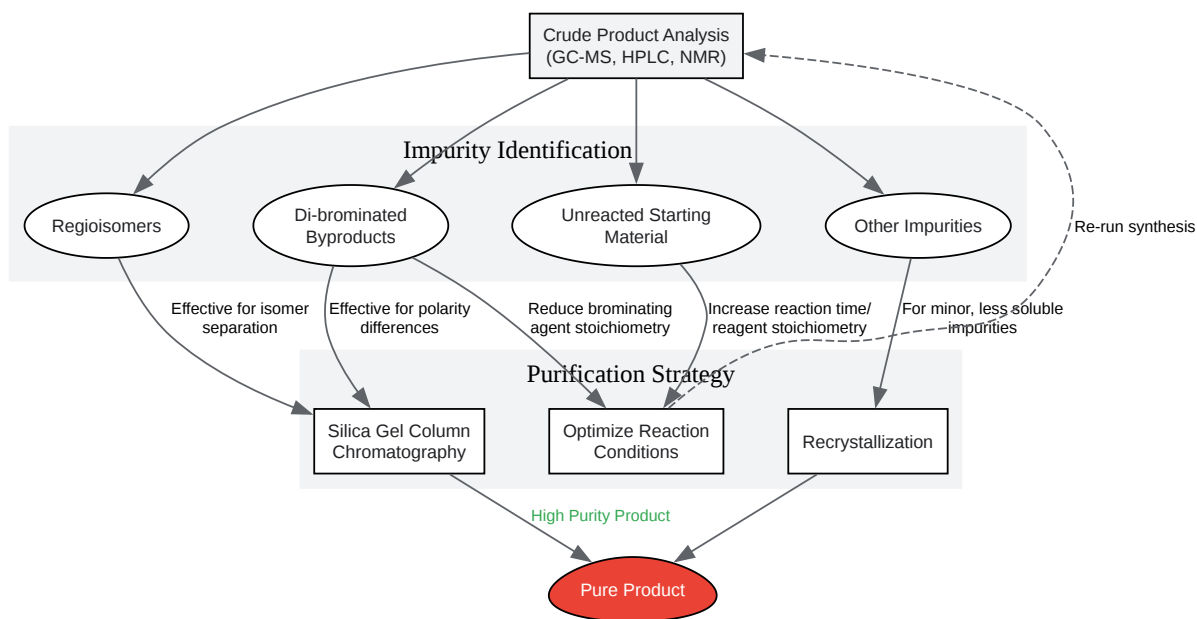 Crude Product Analysis
(GC-MS, HPLC, NMR)
Impurity Identification
Regioisomers
Di-brominated
Byproducts
Unreacted Starting
Material
Other Impurities
Re-run synthesis
Effective for isomer
separation
Effective for polarity
differences
Reduce brominating
agent stoichiometry
Increase reaction time/
reagent stoichiometry
For minor, less soluble
impurities
Purification Strategy
Silica Gel Column
Chromatography
Optimize Reaction
Conditions
Recrystallization
High Purity Product
Pure Product